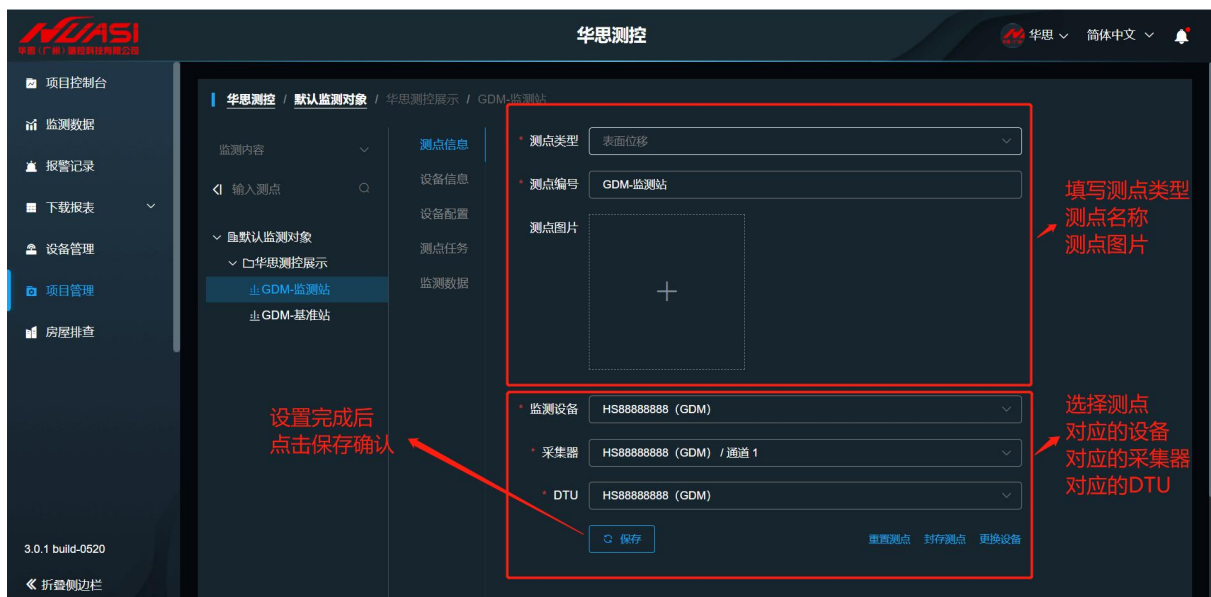 HUASI
华思（广州）测控科技有限公司
华思测控
华思
简体中文
项目控制台
监测数据
报警记录
下载报表
设备管理
项目管理
房屋排查
3.0.1 build-0520
折叠侧边栏
华思测控 / 默认监测对象 / 华思测控展示 / GDM-监测站
监测内容
输入测点
默认监测对象
华思测控展示
GDM-监测站
GDM-基准站
测点信息
设备信息
设备配置
测点任务
监测数据
* 测点类型 表面位移
* 测点编号 GDM-监测站
测点图片
填写测点类型
测点名称
测点图片
* 监测设备 HS88888888（GDM）
* 采集器 HS88888888（GDM）/ 通道 1
* DTU HS88888888（GDM）
保存
重置测点 封存测点 更换设备
选择测点
对应的设备
对应的采集器
对应的DTU
设置完成后
点击保存确认